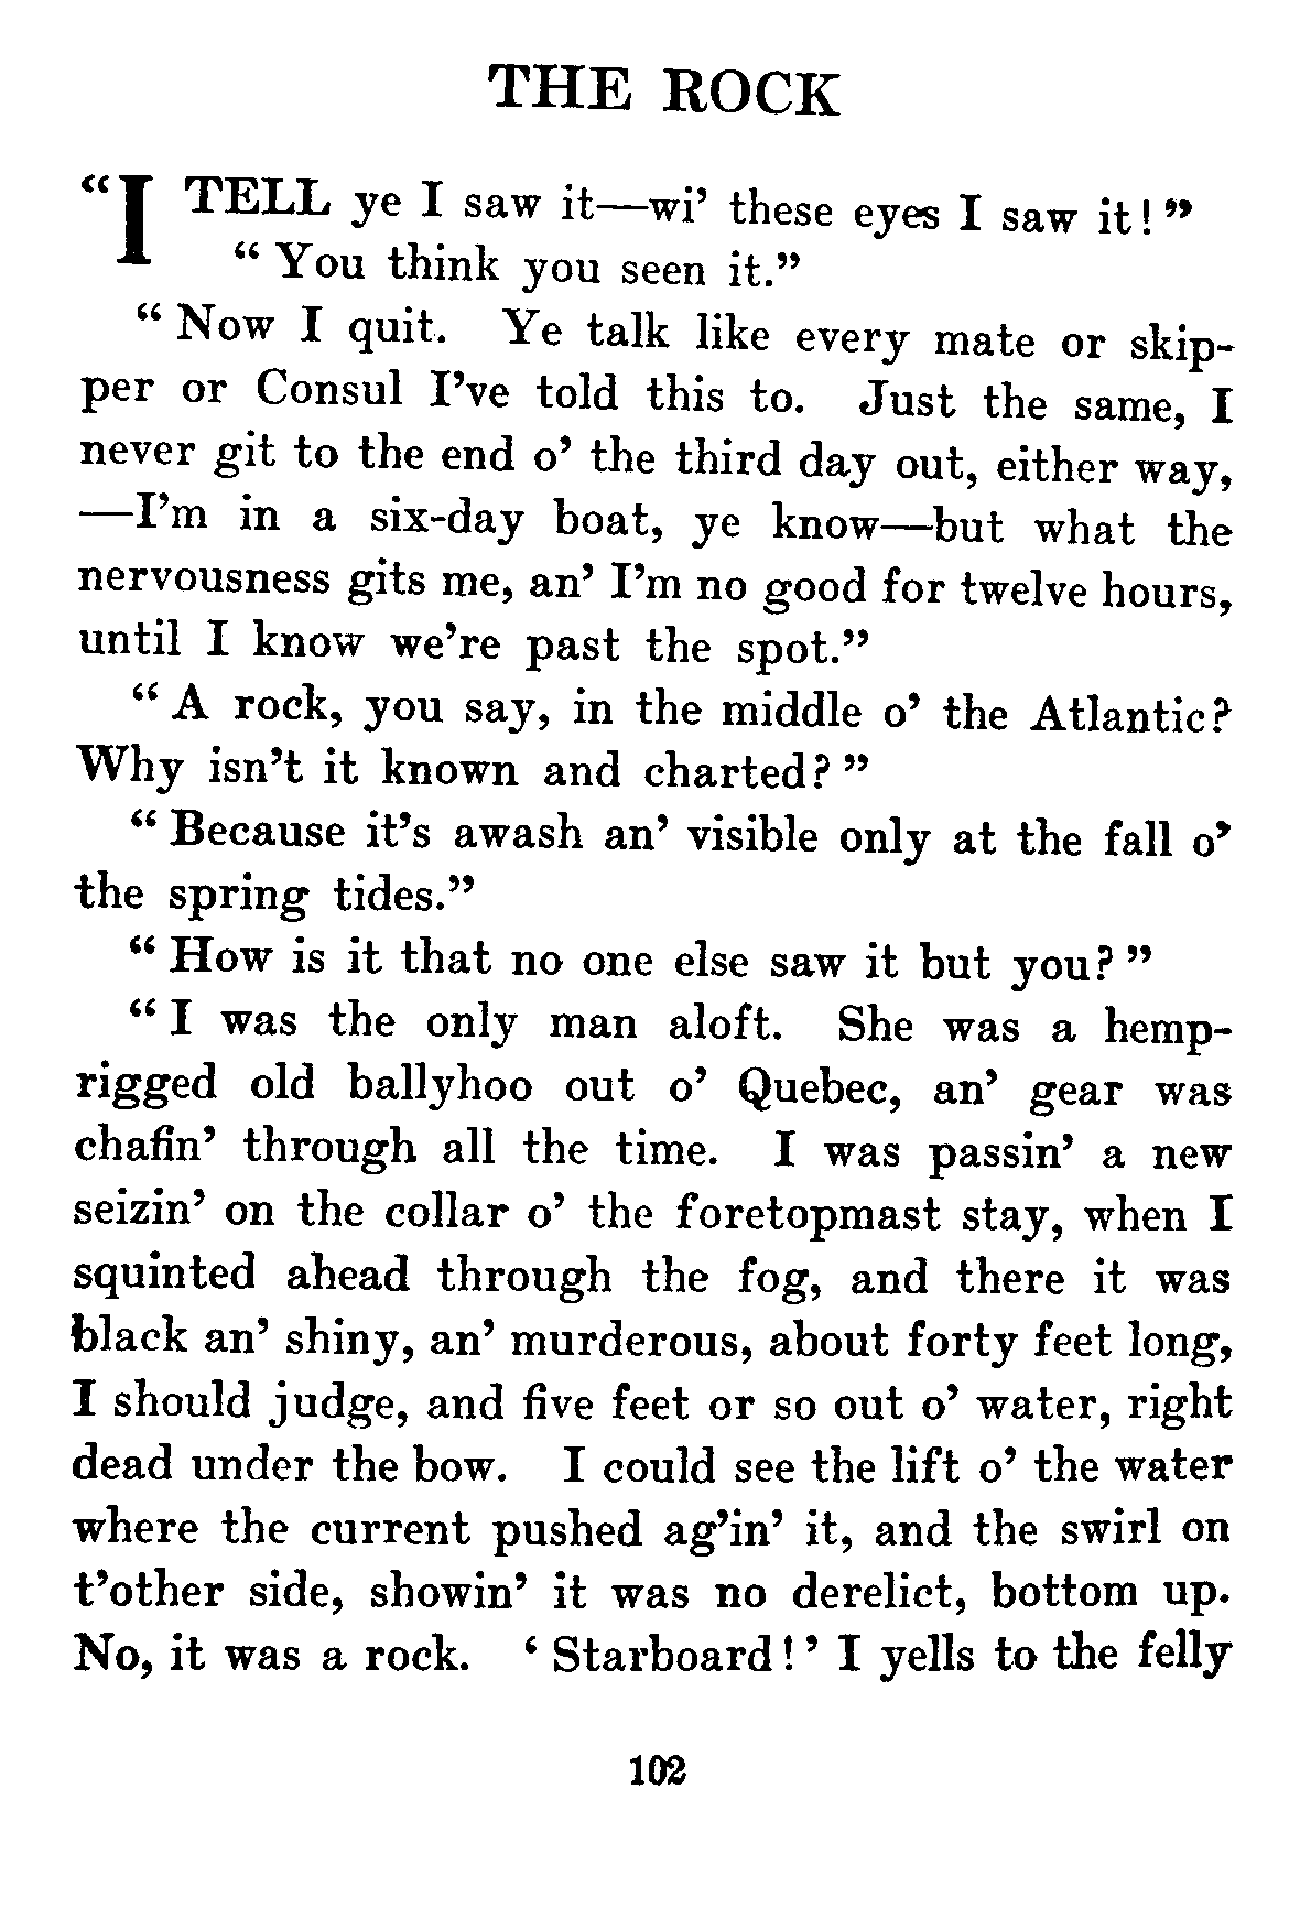 THE ROCK
“I TELL ye I saw it—wi’ these eyes I saw it!”
“You think you seen it.”
“Now I quit. Ye talk like every mate or skip-
per or Consul I’ve told this to. Just the same, I
never git to the end o’ the third day out, either way,
—I’m in a six-day boat, ye know—but what the
nervousness gits me, an’ I’m no good for twelve hours,
until I know we’re past the spot.”
“A rock, you say, in the middle o’ the Atlantic?
Why isn’t it known and charted?”
“Because it’s awash an’ visible only at the fall o’
the spring tides.”
“How is it that no one else saw it but you?”
“I was the only man aloft. She was a hemp-
rigged old ballyhoo out o’ Quebec, an’ gear was
chafin’ through all the time. I was passin’ a new
seizin’ on the collar o’ the foretopmast stay, when I
squinted ahead through the fog, and there it was
black an’ shiny, an’ murderous, about forty feet long,
I should judge, and five feet or so out o’ water, right
dead under the bow. I could see the lift o’ the water
where the current pushed ag’in’ it, and the swirl on
t’other side, showin’ it was no derelict, bottom up.
No, it was a rock. ‘Starboard!’ I yells to the felly
102